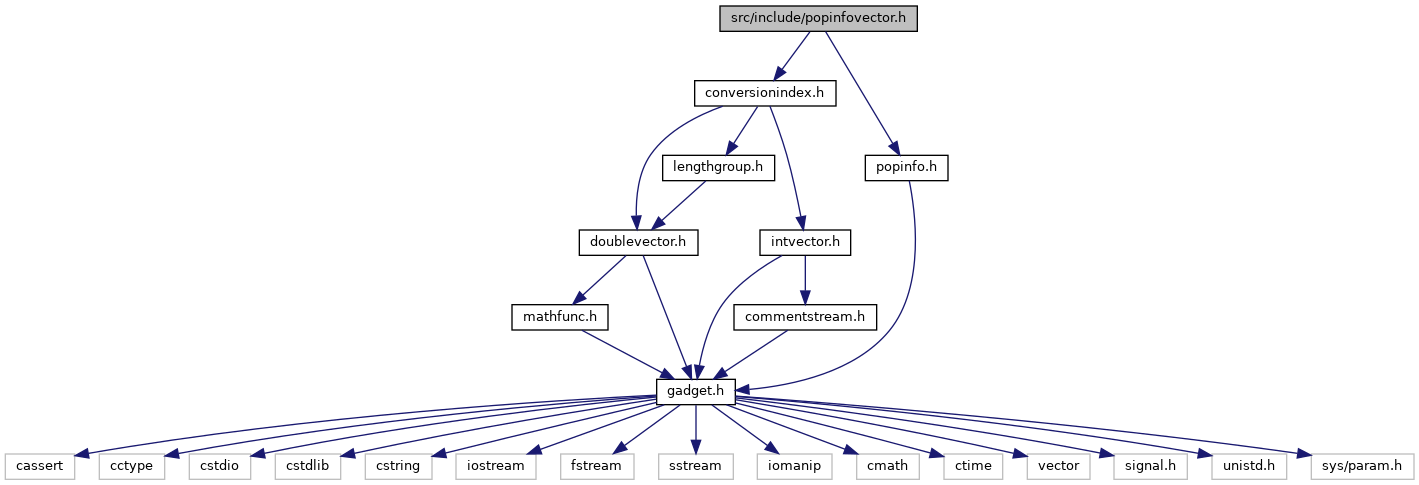 src/include/popinfovector.h
conversionindex.h
lengthgroup.h
popinfo.h
doublevector.h
intvector.h
mathfunc.h
commentstream.h
gadget.h
cassert
cctype
cstdio
cstdlib
cstring
iostream
fstream
sstream
iomanip
cmath
ctime
vector
signal.h
unistd.h
sys/param.h